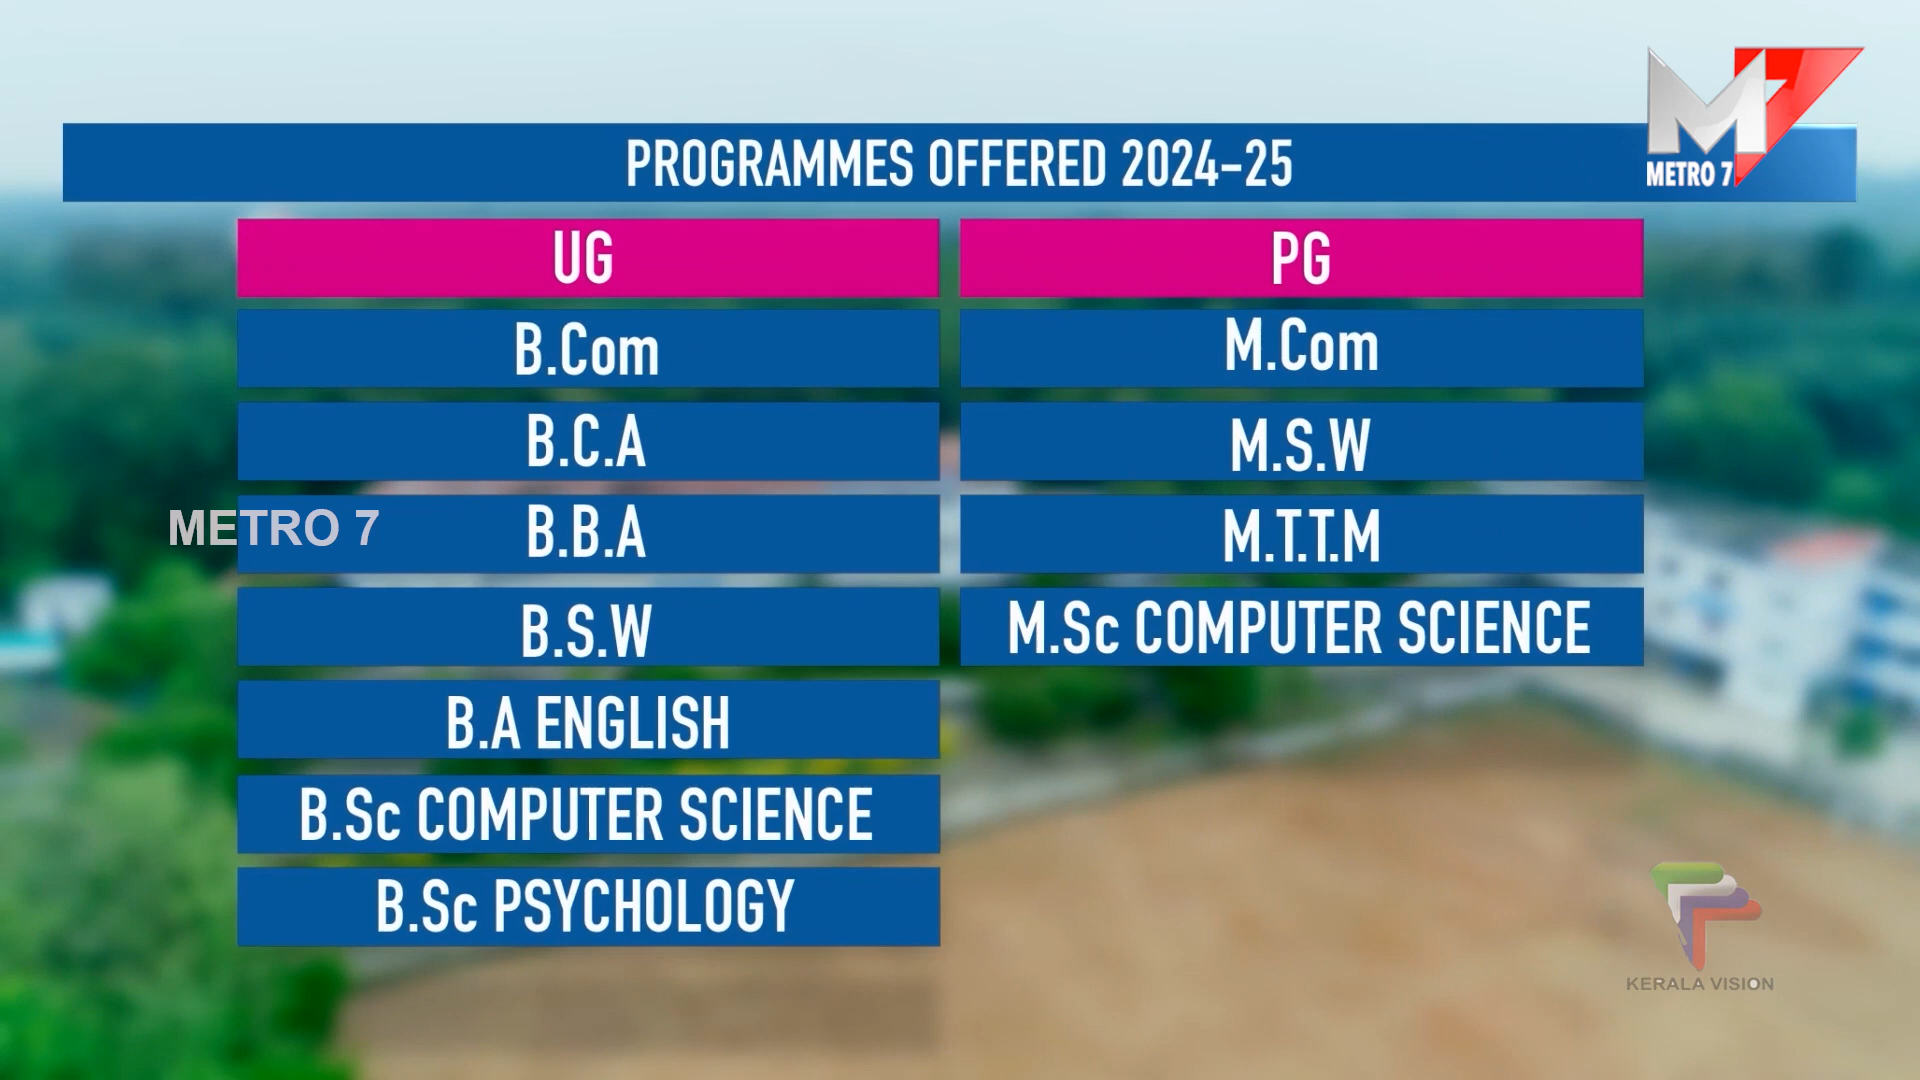 PROGRAMMES OFFERED 2024-25
METRO 7
UG
PG
B.Com
M.Com
B.C.A
M.S.W
METRO 7
B.B.A
M.T.T.M
B.S.W
M.Sc COMPUTER SCIENCE
B.A ENGLISH
B.Sc COMPUTER SCIENCE
B.Sc PSYCHOLOGY
KERALA VISION